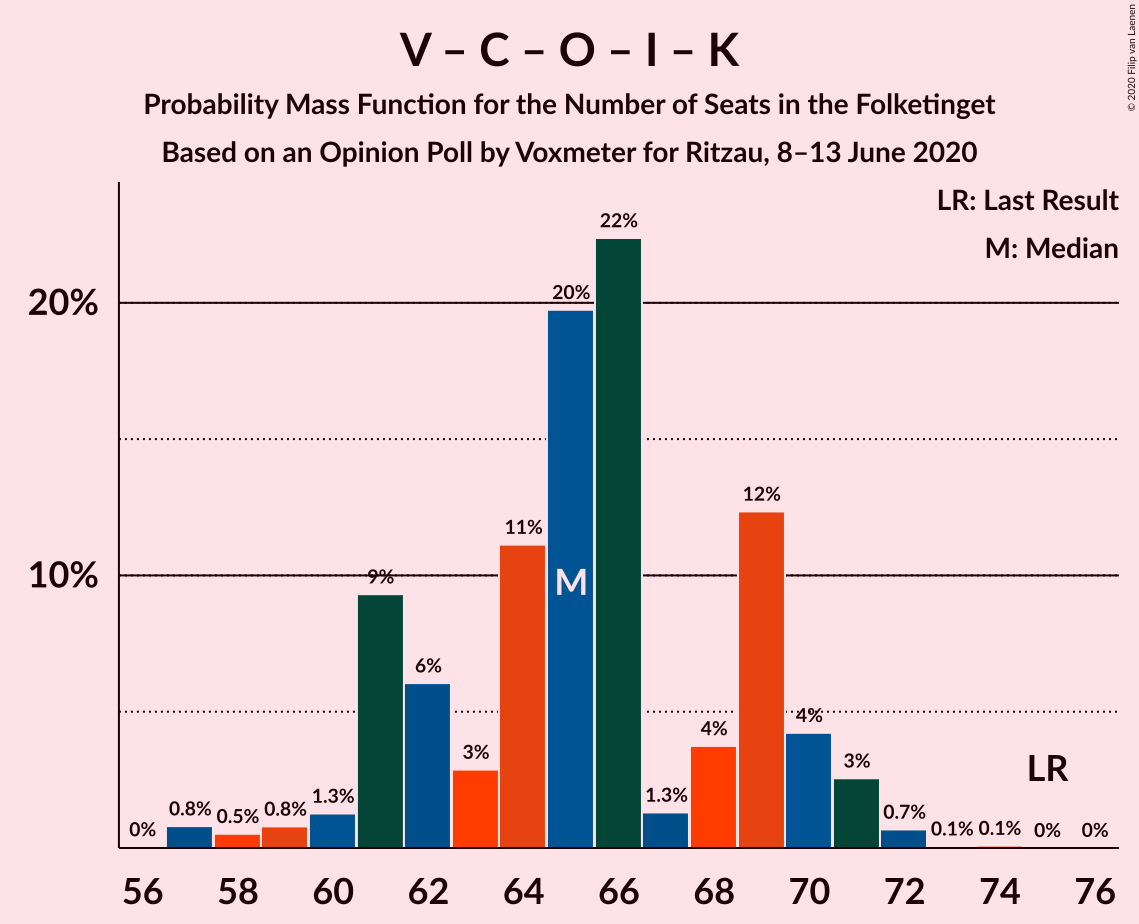 V – C – O – I – K
Probability Mass Function for the Number of Seats in the Folketinget
Based on an Opinion Poll by Voxmeter for Ritzau, 8–13 June 2020
© 2020 Filip van Laenen
LR: Last Result
M: Median
20%
10%
0%
0.8%
0.5%
0.8%
1.3%
9%
6%
3%
11%
20%
22%
1.3%
4%
12%
4%
3%
0.7%
0.1%
0.1%
0%
0%
M
LR
56 58 60 62 64 66 68 70 72 74 76